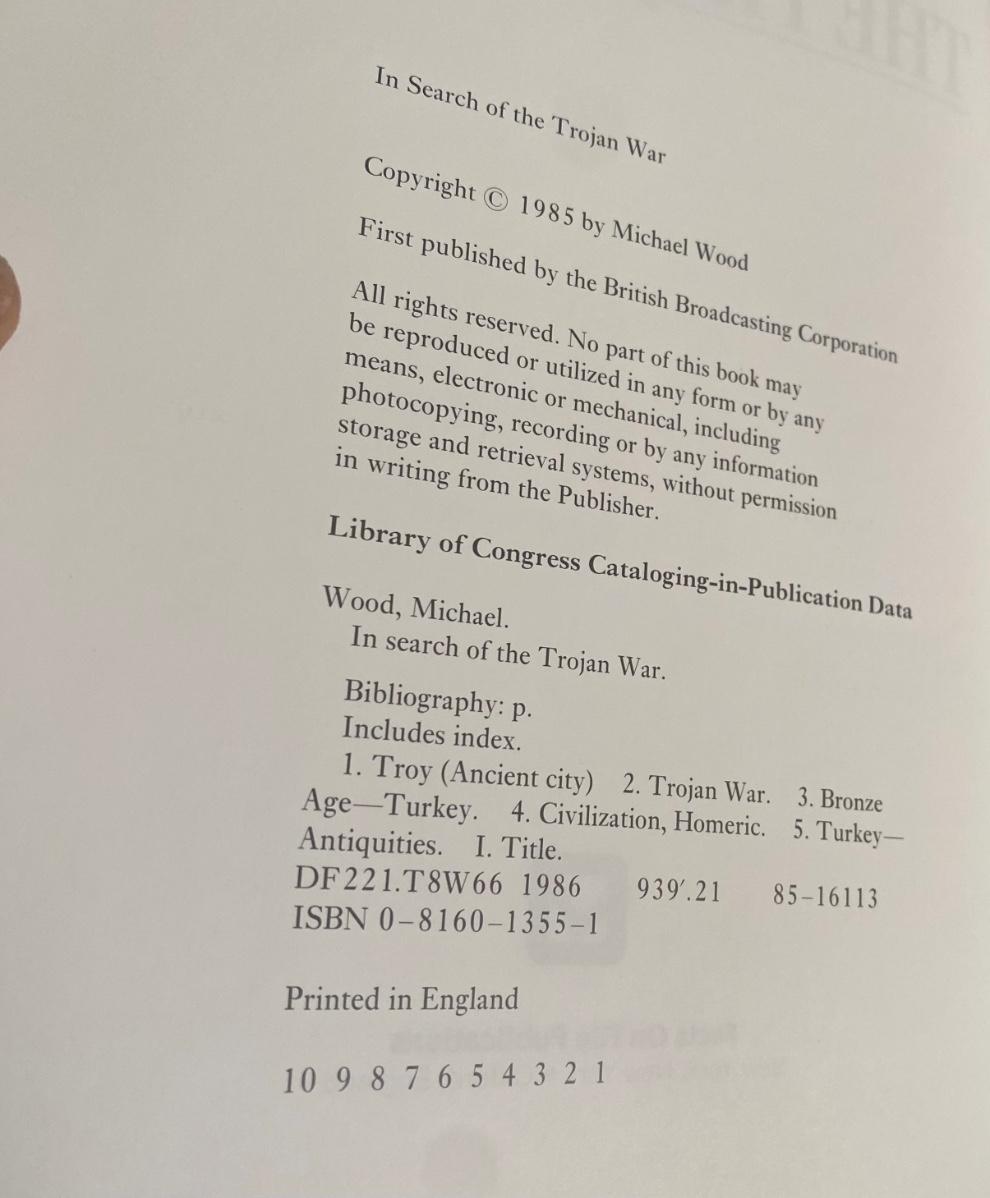 In Search of the Trojan War
Copyright © 1985 by Michael Wood
First published by the British Broadcasting Corporation
All rights reserved. No part of this book may
be reproduced or utilized in any form or by any
means, electronic or mechanical, including
photocopying, recording or by any information
storage and retrieval systems, without permission
in writing from the Publisher.
Library of Congress Cataloging-in-Publication Data
Wood, Michael.
In search of the Trojan War.
Bibliography: p.
Includes index.
1. Troy (Ancient city) 2. Trojan War. 3. Bronze
Age—Turkey. 4. Civilization, Homeric. 5. Turkey—
Antiquities. I. Title.
DF221.T8W66 1986 939′.21 85-16113
ISBN 0-8160-1355-1
Printed in England
10 9 8 7 6 5 4 3 2 1